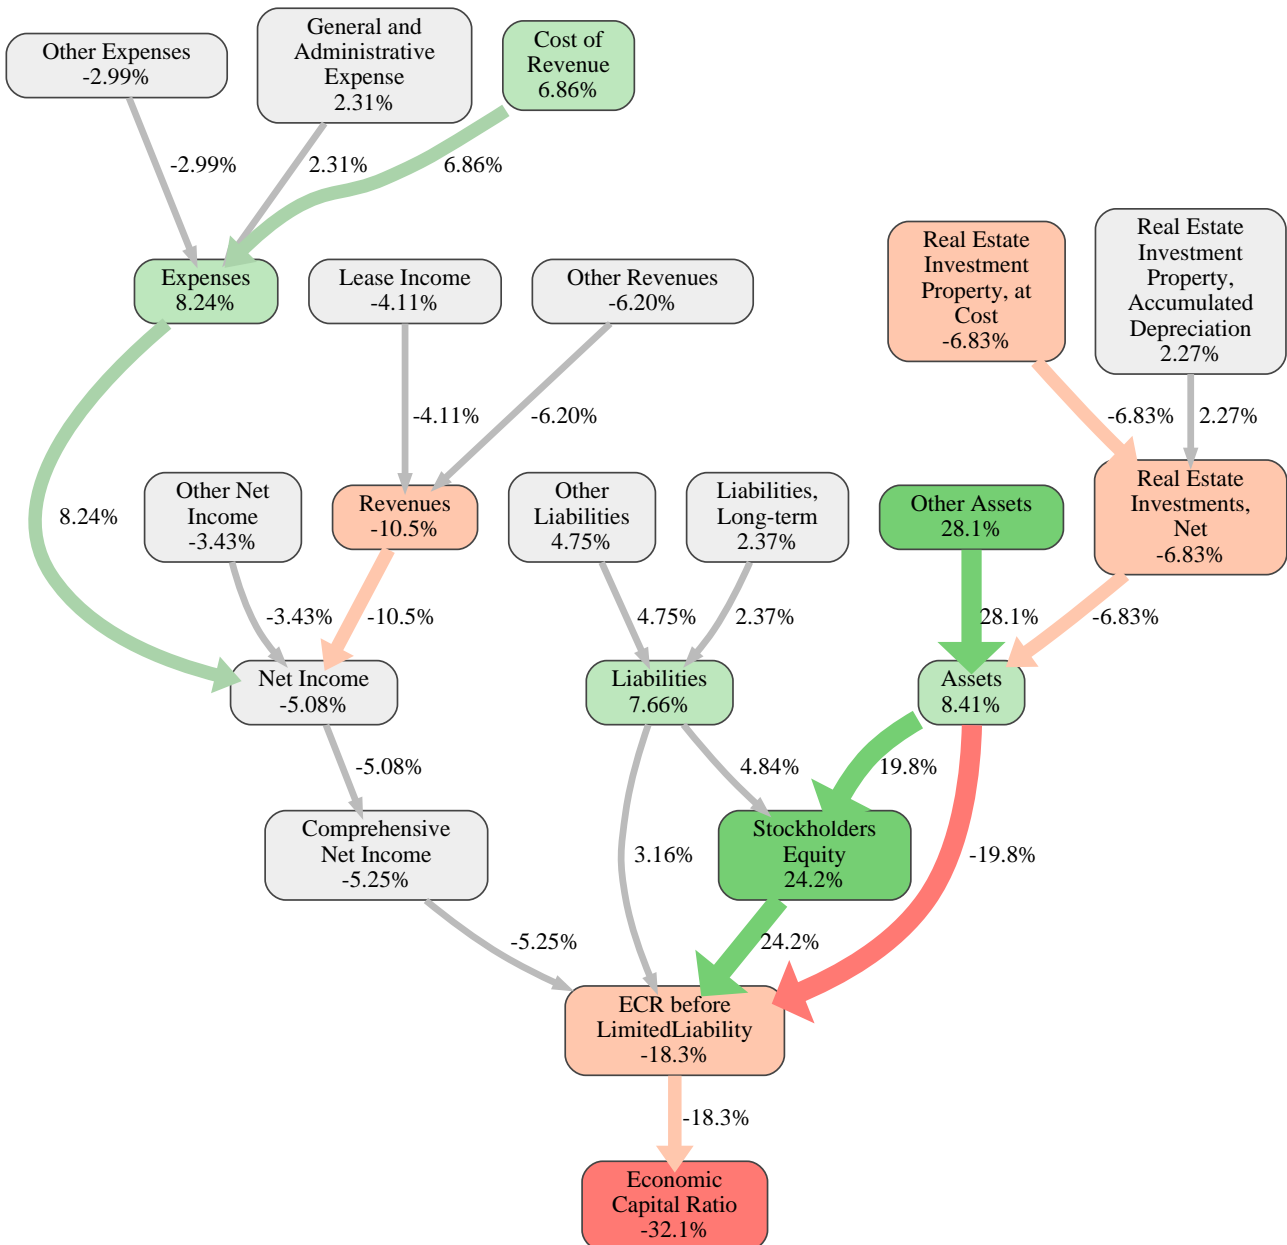 Other Expenses
-2.99%
General and
Administrative
Expense
2.31%
Cost of
Revenue
6.86%
-2.99%
2.31%
6.86%
Real Estate
Investment
Property, at
Cost
-6.83%
Real Estate
Investment
Property,
Accumulated
Depreciation
2.27%
Expenses
8.24%
Lease Income
-4.11%
Other Revenues
-6.20%
-4.11%
-6.20%
-6.83%
2.27%
8.24%
Other Net
Income
-3.43%
Revenues
-10.5%
Other
Liabilities
4.75%
Liabilities,
Long-term
2.37%
Other Assets
28.1%
Real Estate
Investments,
Net
-6.83%
-3.43%
-10.5%
4.75%
2.37%
28.1%
-6.83%
Net Income
-5.08%
Liabilities
7.66%
Assets
8.41%
-5.08%
4.84%
19.8%
Comprehensive
Net Income
-5.25%
3.16%
Stockholders
Equity
24.2%
-19.8%
-5.25%
24.2%
ECR before
LimitedLiability
-18.3%
-18.3%
Economic
Capital Ratio
-32.1%